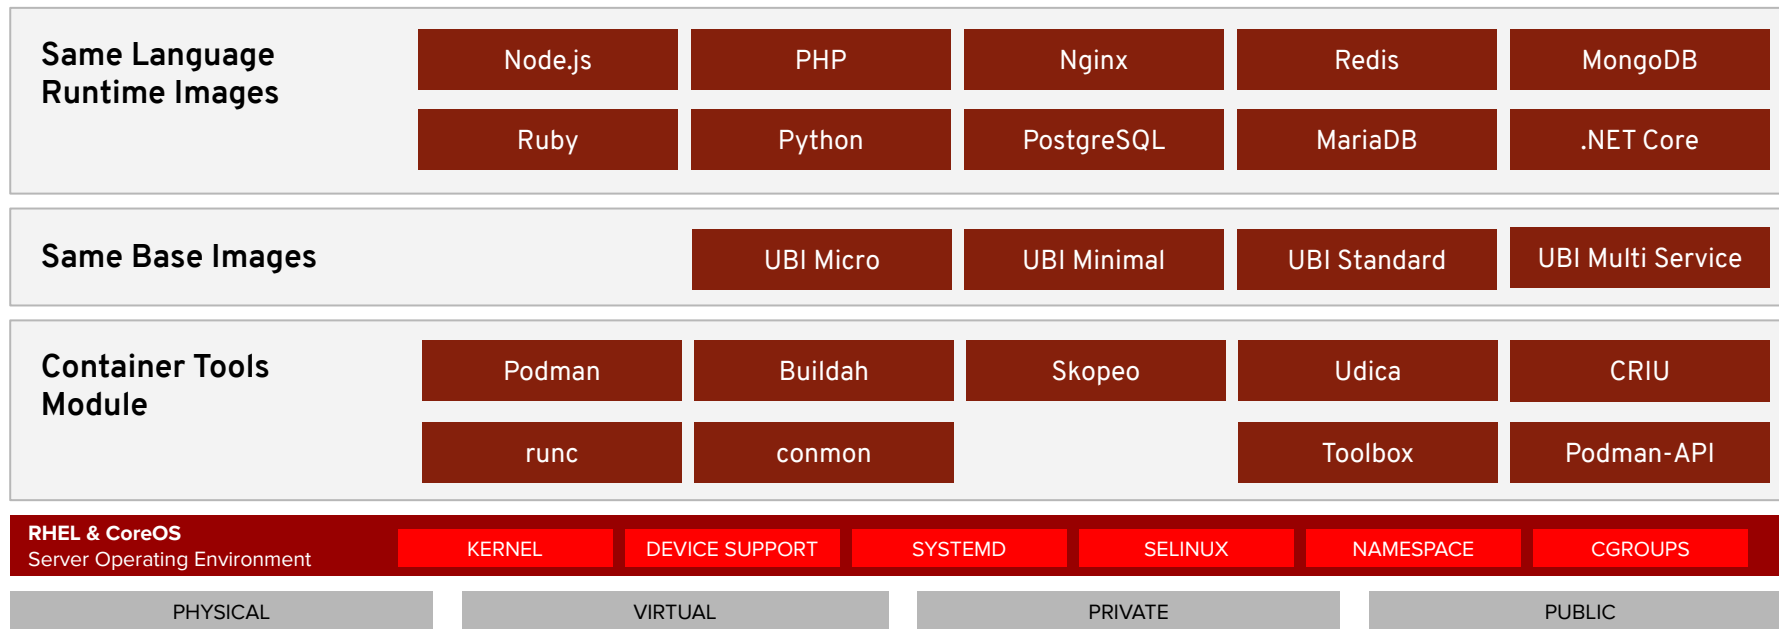 Same Language
Runtime Images
Node.js
PHP
Nginx
Redis
MongoDB
Ruby
Python
PostgreSQL
MariaDB
.NET Core
Same Base Images
UBI Micro
UBI Minimal
UBI Standard
UBI Multi Service
Container Tools
Module
Podman
Buildah
Skopeo
Udica
CRIU
runc
conmon
Toolbox
Podman-API
RHEL & CoreOS
Server Operating Environment
KERNEL
DEVICE SUPPORT
SYSTEMD
SELINUX
NAMESPACE
CGROUPS
PHYSICAL
VIRTUAL
PRIVATE
PUBLIC